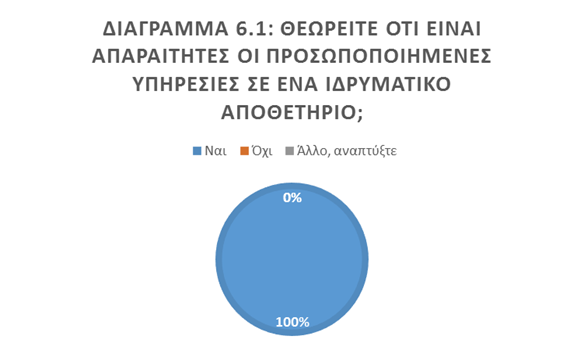 ΔΙΑΓΡΑΜΜΑ 6.1: ΘΕΩΡΕΙΤΕ ΟΤΙ ΕΙΝΑΙ
ΑΠΑΡΑΙΤΗΤΕΣ ΟΙ ΠΡΟΣΩΠΟΠΟΙΗΜΕΝΕΣ
ΥΠΗΡΕΣΙΕΣ ΣΕ ΕΝΑ ΙΔΡΥΜΑΤΙΚΟ
ΑΠΟΘΕΤΗΡΙΟ;
Ναι Όχι Άλλο, αναπτύξτε
0%
100%